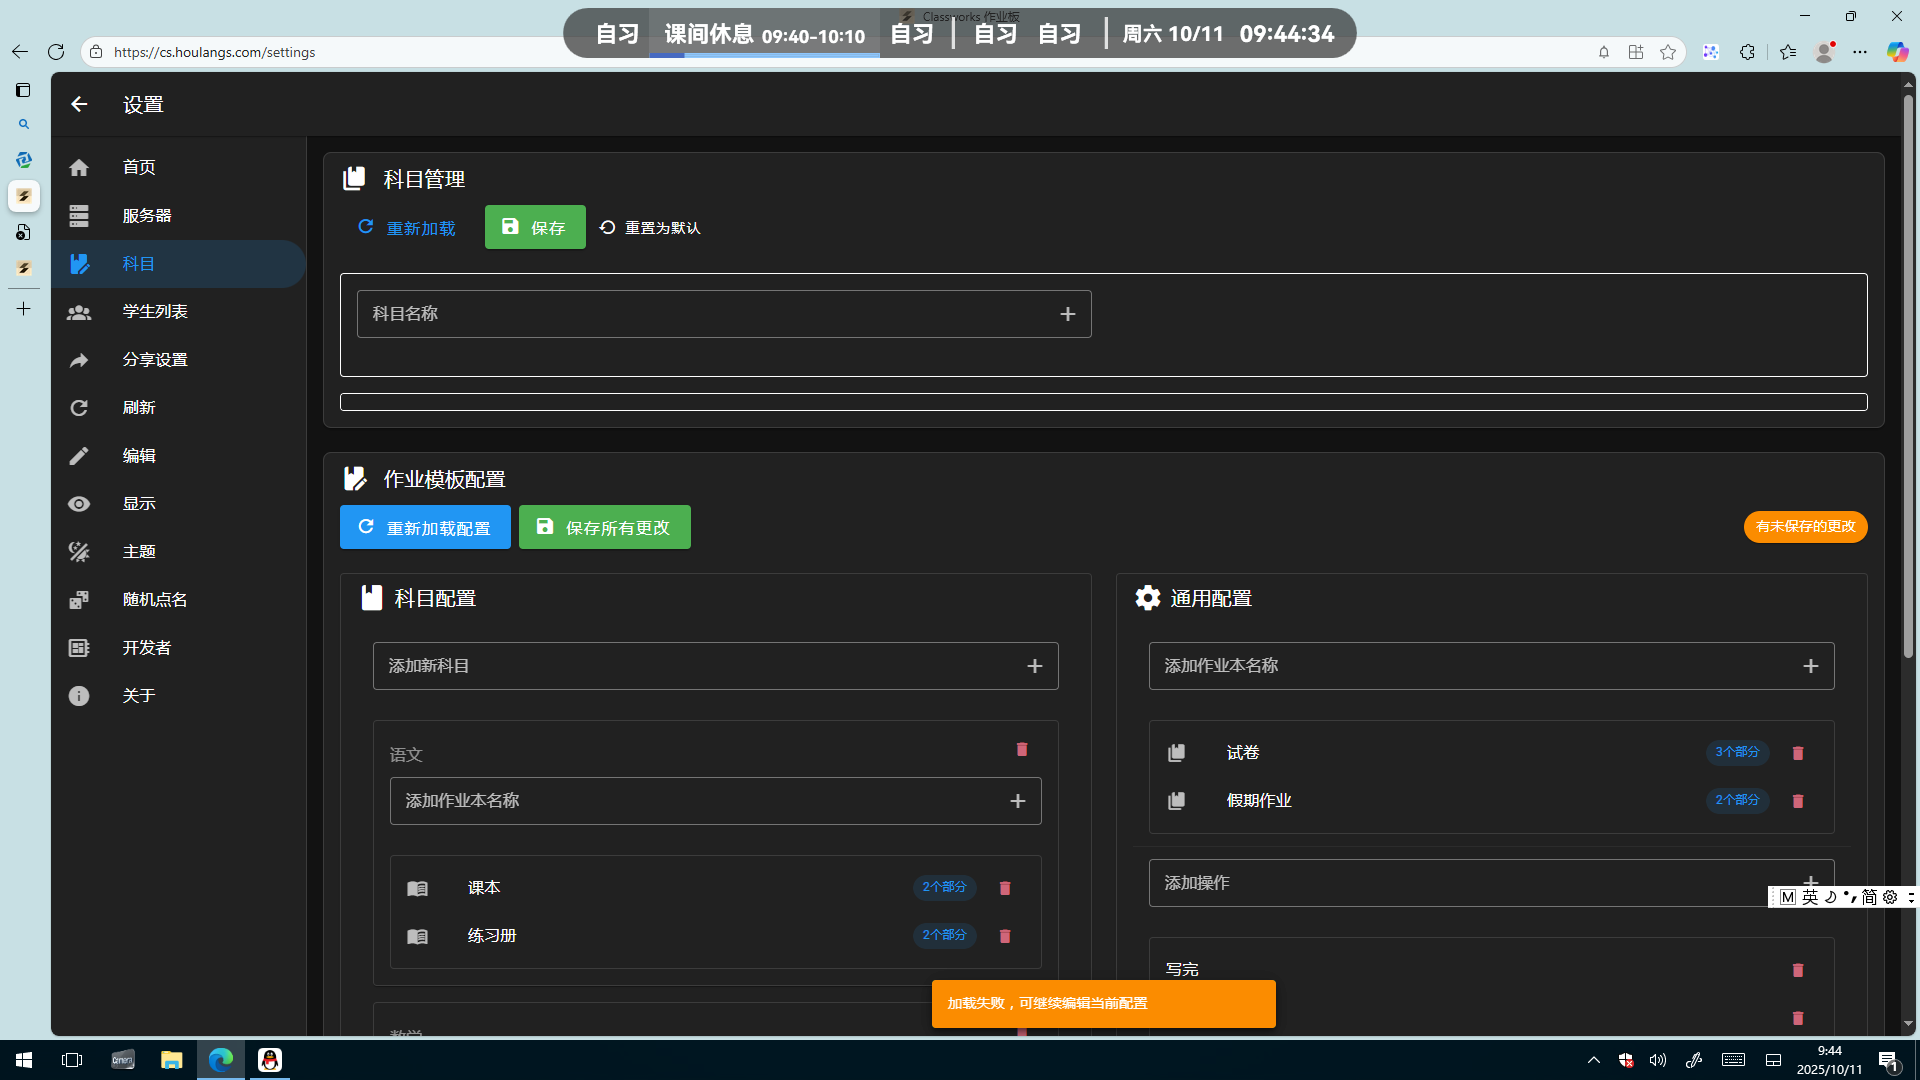 Classworks 作业板
自习 课间休息 09:40-10:10 自习 自习 自习 周六 10/11 09:44:34
https://cs.houlangs.com/settings
设置
首页
服务器
科目
学生列表
分享设置
刷新
编辑
显示
主题
随机点名
开发者
关于
科目管理
重新加载 保存 重置为默认
科目名称
作业模板配置
重新加载配置 保存所有更改 有未保存的更改
科目配置
添加新科目
语文
添加作业本名称
课本 2个部分
练习册 2个部分
数学
通用配置
添加作业本名称
试卷 3个部分
假期作业 2个部分
添加操作
写完
加载失败，可继续编辑当前配置
M 英 简
9:44
2025/10/11
1